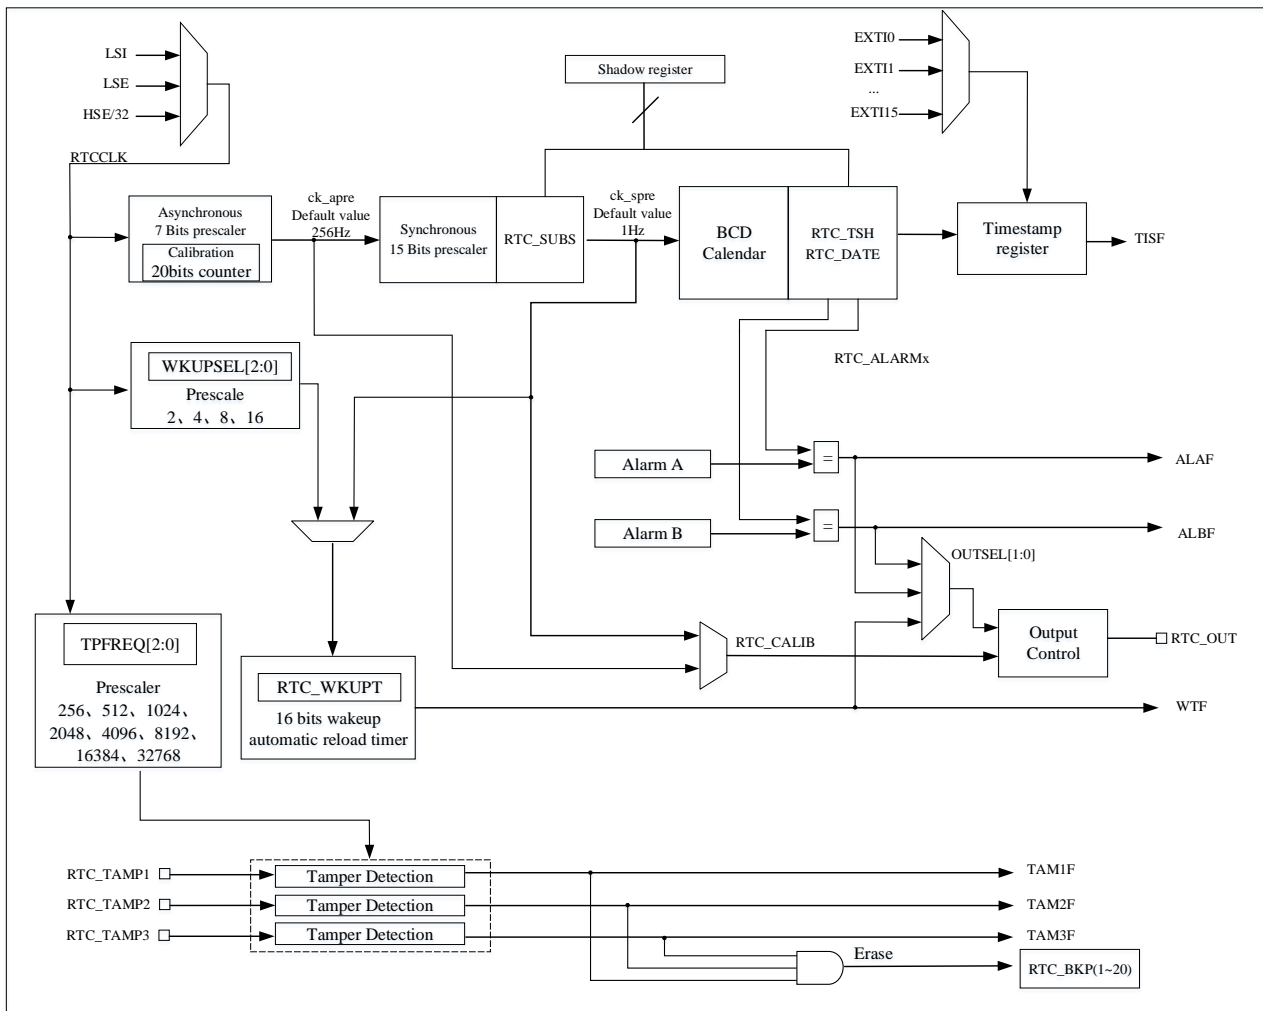 LSI
LSE
HSE/32
RTCCLK
Shadow register
EXTI0
EXTI1
...
EXTI15
Asynchronous
7 Bits prescaler
Calibration
20bits counter
ck_apre
Default value
256Hz
Synchronous
15 Bits prescaler
RTC_SUBS
ck_spre
Default value
1Hz
BCD
Calendar
RTC_TSH
RTC_DATE
Timestamp
register
TISF
WKUPSEL[2:0]
Prescale
2、4、8、16
RTC_ALARMx
Alarm A
=
ALAF
Alarm B
=
ALBF
OUTSEL[1:0]
TPFREQ[2:0]
Prescaler
256、512、1024、
2048、4096、8192、
16384、32768
RTC_WKUPT
16 bits wakeup
automatic reload timer
RTC_CALIB
Output
Control
RTC_OUT
WTF
RTC_TAMP1
Tamper Detection
TAM1F
RTC_TAMP2
Tamper Detection
TAM2F
RTC_TAMP3
Tamper Detection
TAM3F
Erase
RTC_BKP(1~20)